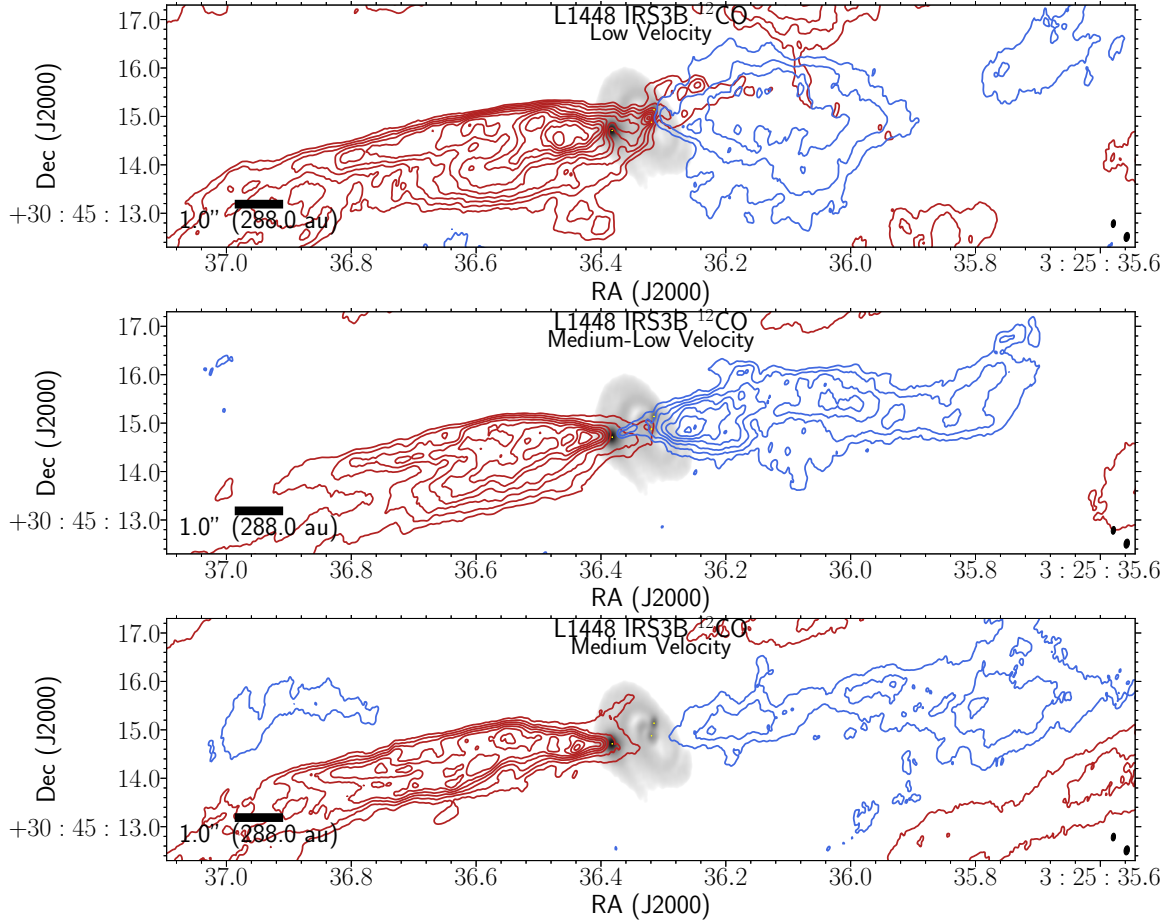 L1448 IRS3B ¹²CO
Low Velocity
17.0
16.0
15.0
14.0
+30 : 45 : 13.0
Dec (J2000)
1.0" (288.0 au)
37.0 36.8 36.6 36.4 36.2 36.0 35.8 3 : 25 : 35.6
RA (J2000)
L1448 IRS3B ¹²CO
Medium-Low Velocity
17.0
16.0
15.0
14.0
+30 : 45 : 13.0
Dec (J2000)
1.0" (288.0 au)
37.0 36.8 36.6 36.4 36.2 36.0 35.8 3 : 25 : 35.6
RA (J2000)
L1448 IRS3B ¹²CO
Medium Velocity
17.0
16.0
15.0
14.0
+30 : 45 : 13.0
Dec (J2000)
1.0" (288.0 au)
37.0 36.8 36.6 36.4 36.2 36.0 35.8 3 : 25 : 35.6
RA (J2000)